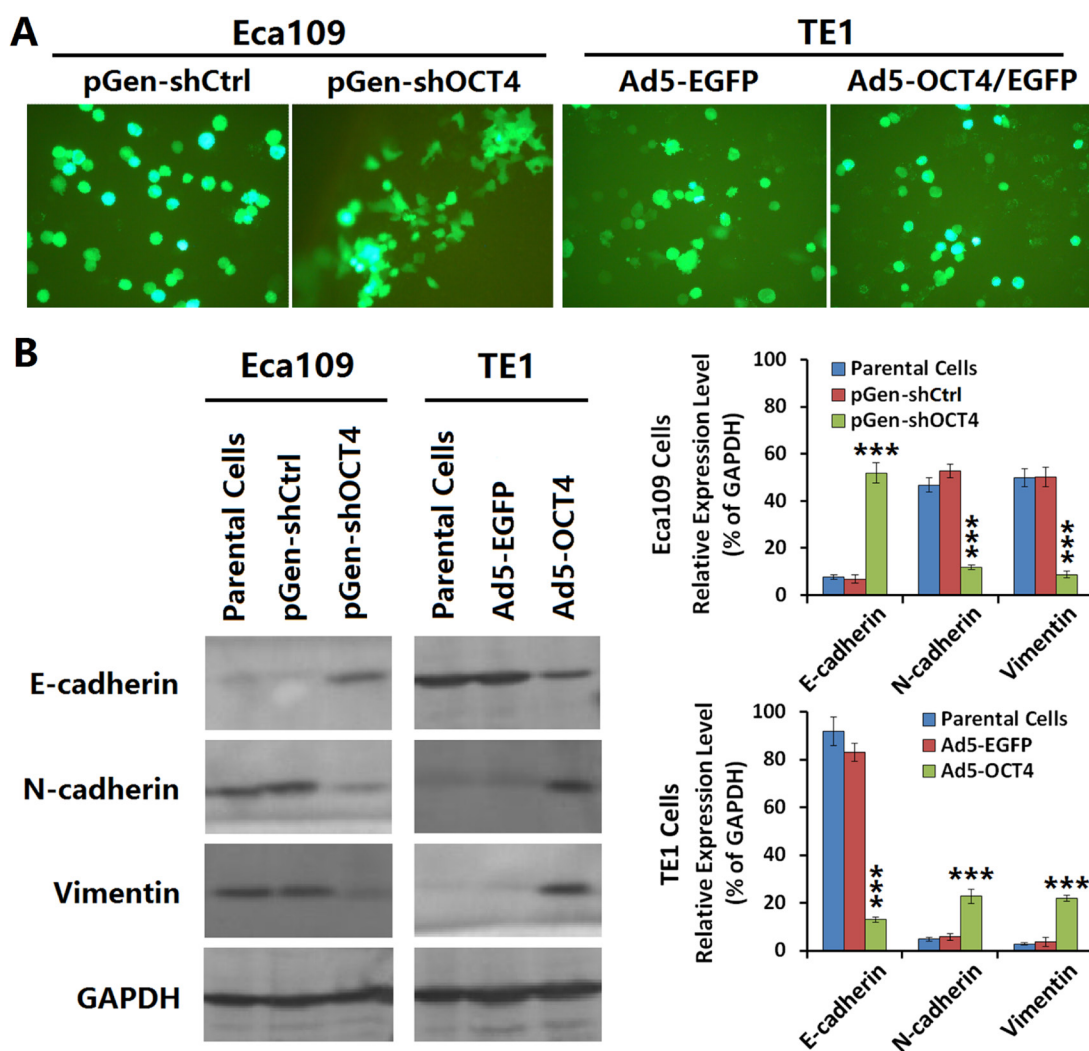 A
Eca109
TE1
pGen-shCtrl
pGen-shOCT4
Ad5-EGFP
Ad5-OCT4/EGFP
B
Eca109
TE1
Parental Cells
pGen-shCtrl
pGen-shOCT4
Parental Cells
Ad5-EGFP
Ad5-OCT4
E-cadherin
N-cadherin
Vimentin
GAPDH
Eca109 Cells
Relative Expression Level
(% of GAPDH)
100
80
60
40
20
0
Parental Cells
pGen-shCtrl
pGen-shOCT4
***
***
***
E-cadherin
N-cadherin
Vimentin
TE1 Cells
Relative Expression Level
(% of GAPDH)
100
80
60
40
20
0
Parental Cells
Ad5-EGFP
Ad5-OCT4
***
***
***
E-cadherin
N-cadherin
Vimentin